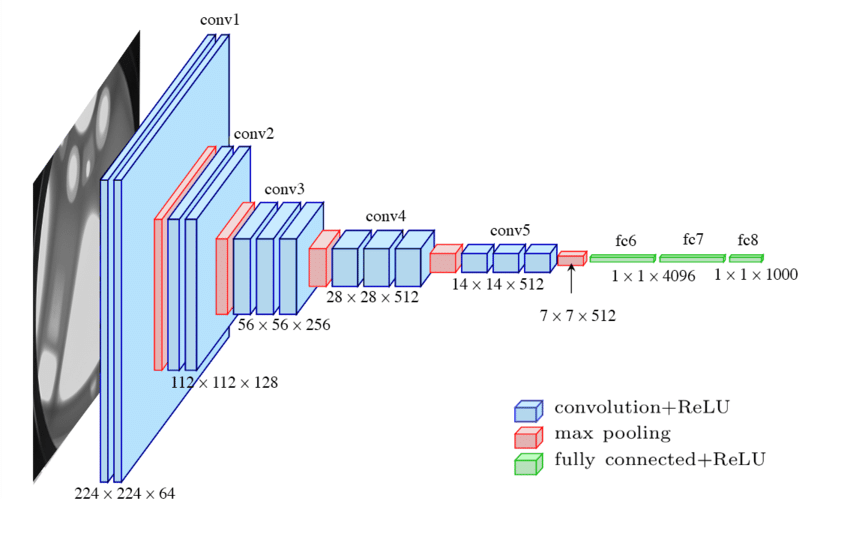 conv1
conv2
conv3
conv4
conv5
fc6
fc7
fc8
1 × 1 × 4096
1 × 1 × 1000
14 × 14 × 512
28 × 28 × 512
7 × 7 × 512
56 × 56 × 256
112 × 112 × 128
224 × 224 × 64
convolution+ReLU
max pooling
fully connected+ReLU